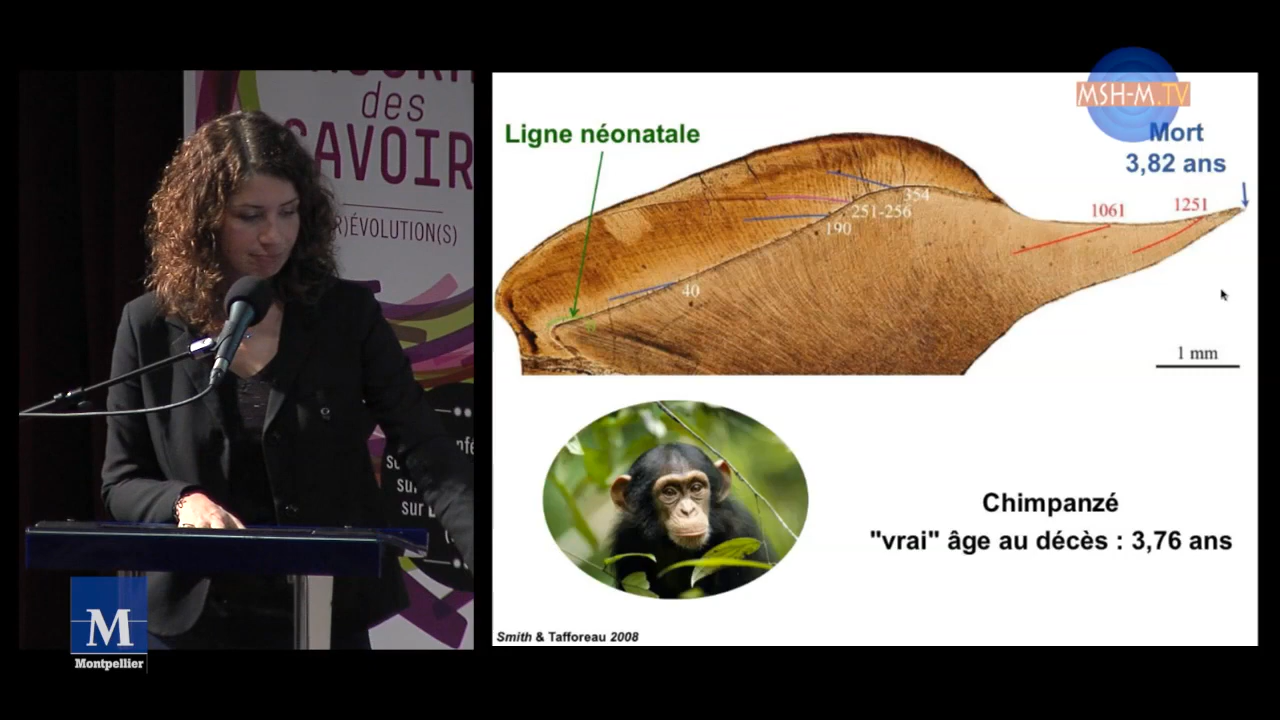 des
SAVOIR
R)ÉVOLUTION(S)
M
Montpellier
MSH-M.TV
Ligne néonatale
Mort
3,82 ans
354
251-256
190
40
1061
1251
1 mm
Chimpanzé
"vrai" âge au décès : 3,76 ans
Smith & Tafforeau 2008